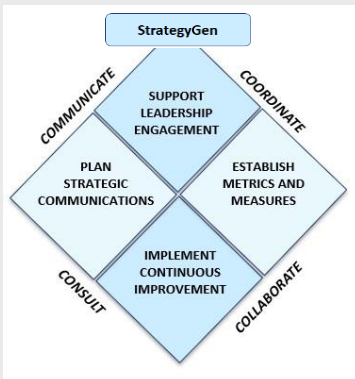 StrategyGen
COMMUNICATE
COORDINATE
SUPPORT
LEADERSHIP
ENGAGEMENT
PLAN
STRATEGIC
COMMUNICATIONS
ESTABLISH
METRICS AND
MEASURES
IMPLEMENT
CONTINUOUS
IMPROVEMENT
CONSULT
COLLABORATE